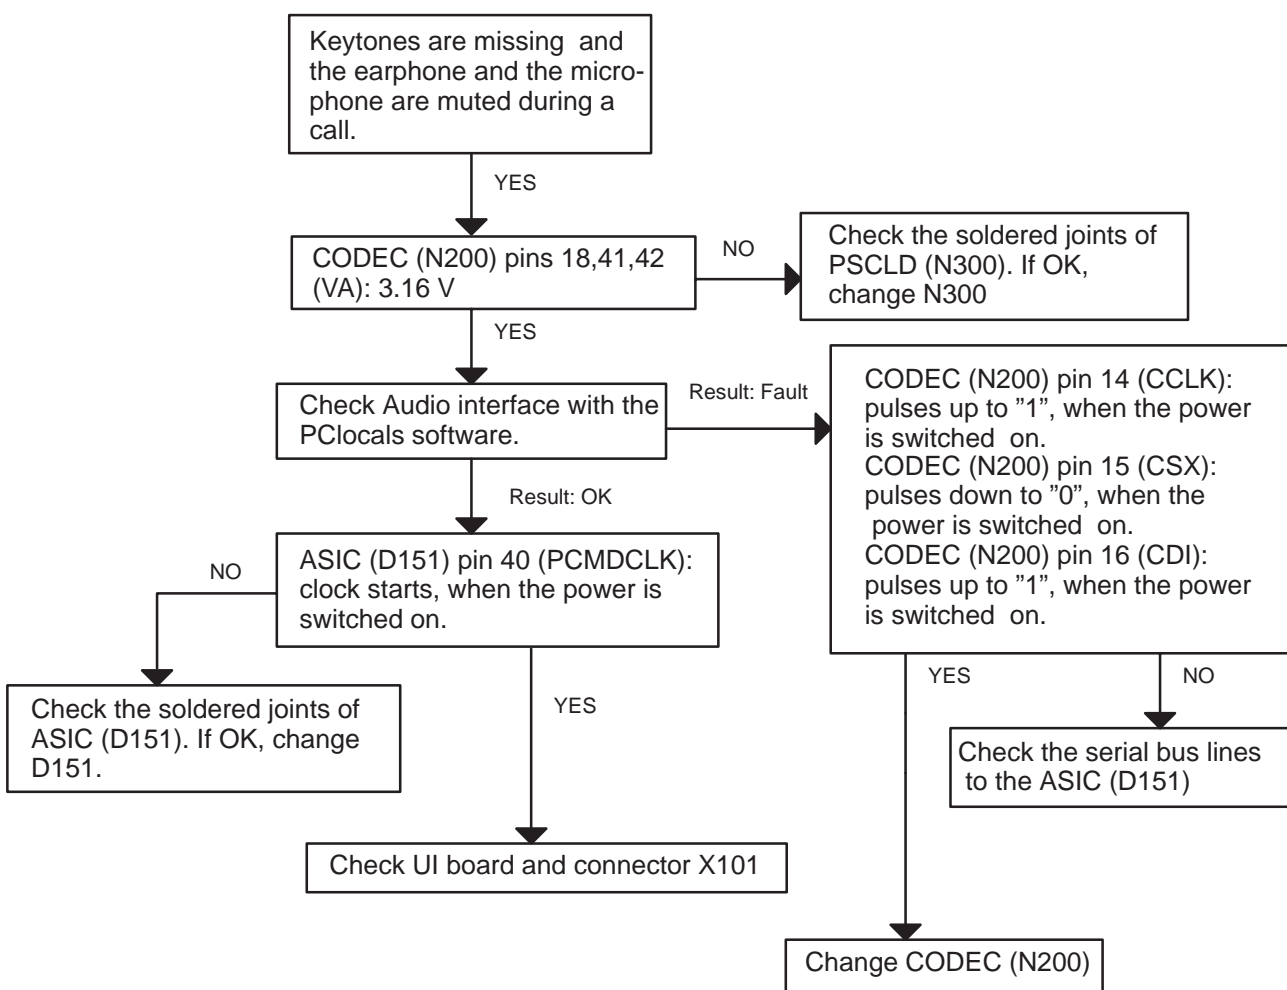 Keytones are missing and
the earphone and the micro-
phone are muted during a
call.
YES
CODEC (N200) pins 18,41,42
(VA): 3.16 V
NO
Check the soldered joints of
PSCLD (N300). If OK,
change N300
YES
Check Audio interface with the
PClocals software.
Result: Fault
CODEC (N200) pin 14 (CCLK):
pulses up to ”1”, when the power
is switched on.
CODEC (N200) pin 15 (CSX):
pulses down to ”0”, when the
power is switched on.
CODEC (N200) pin 16 (CDI):
pulses up to ”1”, when the power
is switched on.
Result: OK
ASIC (D151) pin 40 (PCMDCLK):
clock starts, when the power is
switched on.
NO
Check the soldered joints of
ASIC (D151). If OK, change
D151.
YES
Check UI board and connector X101
YES
NO
Check the serial bus lines
to the ASIC (D151)
Change CODEC (N200)